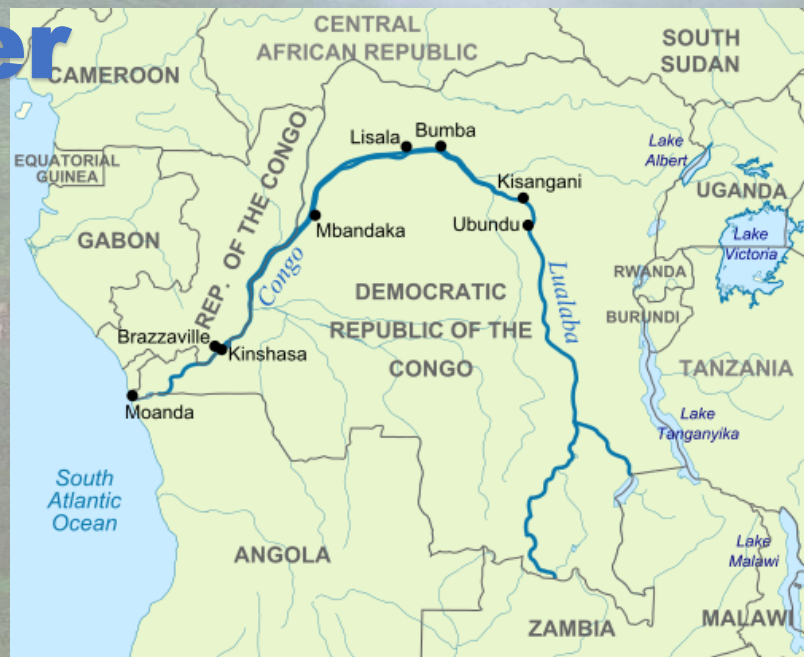 er
CENTRAL
AFRICAN REPUBLIC
SOUTH
SUDAN
CAMEROON
Lisala
Bumba
Lake
Albert
EQUATORIAL
GUINEA
REP. OF THE CONGO
Kisangani
UGANDA
Mbandaka
Ubundu
GABON
Congo
Lualaba
Lake
Victoria
RWANDA
DEMOCRATIC
REPUBLIC OF THE
CONGO
BURUNDI
Brazzaville
Kinshasa
TANZANIA
Moanda
Lake
Tanganyika
South
Atlantic
Ocean
ANGOLA
Lake
Malawi
ZAMBIA
MALAWI